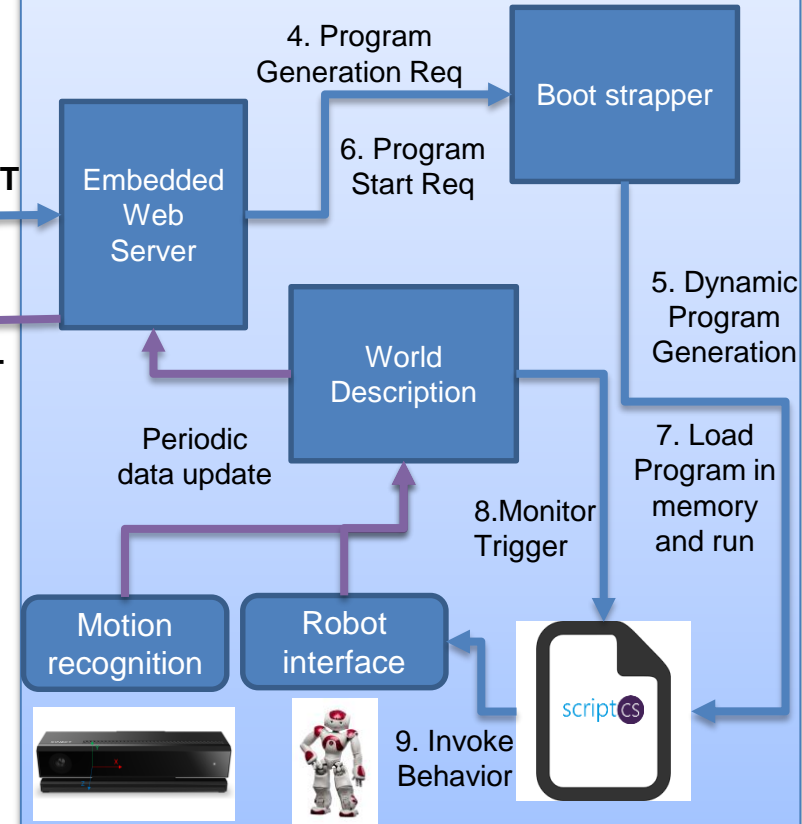 4. Program
Generation Req
Boot strapper
6. Program
Start Req
T
Embedded
Web
Server
5. Dynamic
Program
Generation
World
Description
Periodic
data update
7. Load
Program in
memory
and run
8.Monitor
Trigger
Motion
recognition
Robot
interface
scriptcs
9. Invoke
Behavior